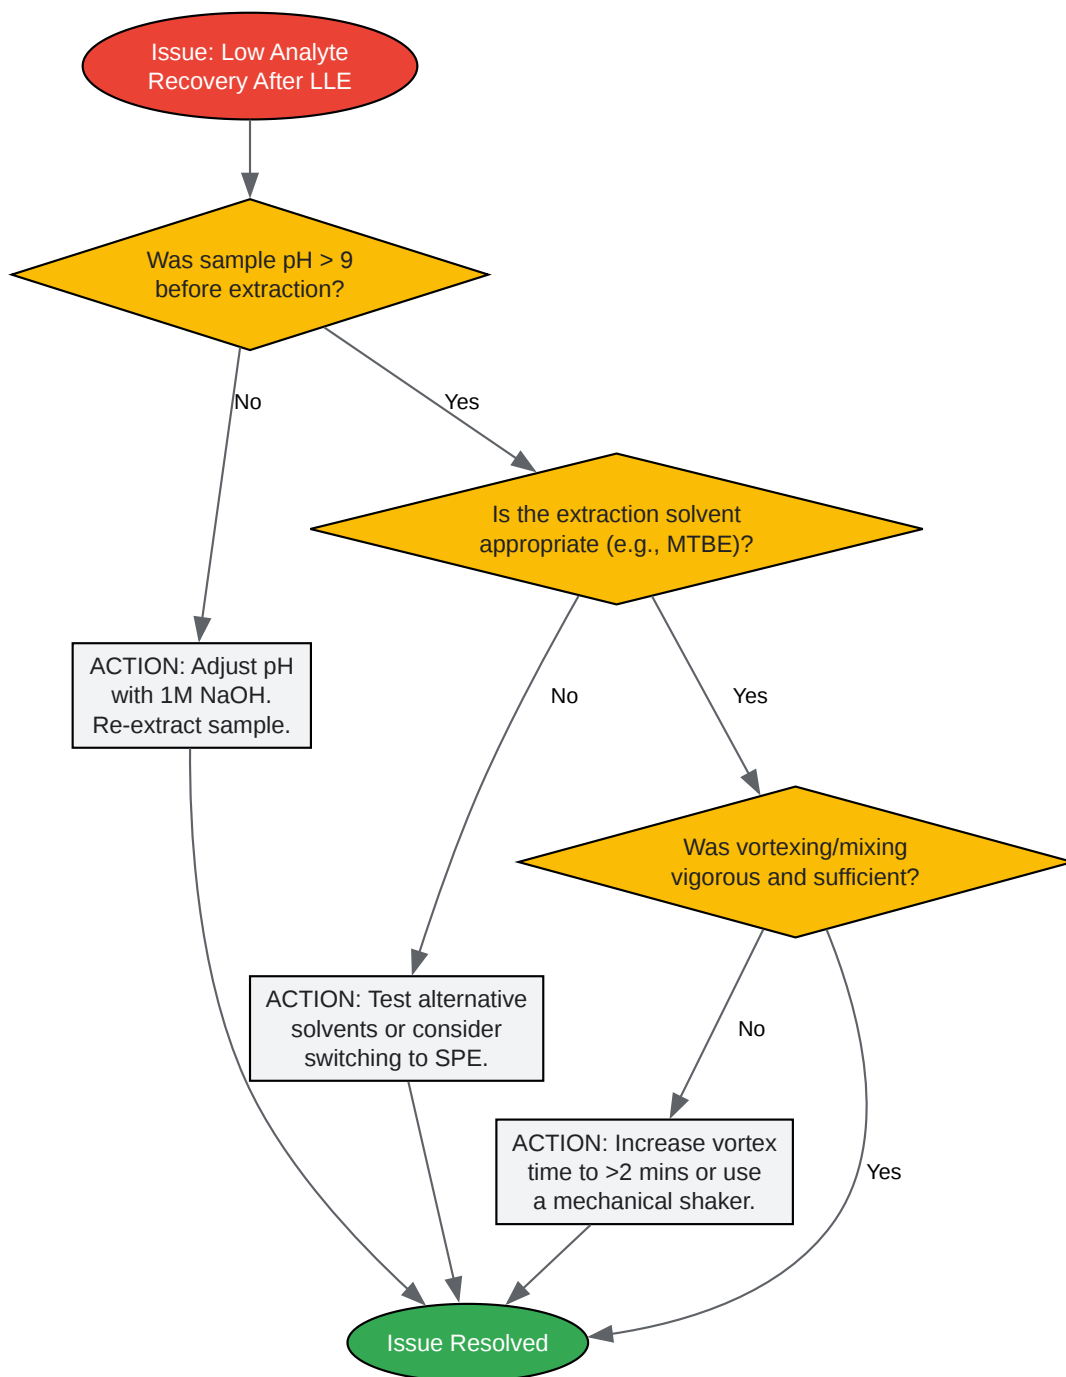 Issue: Low Analyte
Recovery After LLE
Was sample pH > 9
before extraction?
No
Yes
Is the extraction solvent
appropriate (e.g., MTBE)?
ACTION: Adjust pH
with 1M NaOH.
Re-extract sample.
No
Yes
Was vortexing/mixing
vigorous and sufficient?
ACTION: Test alternative
solvents or consider
switching to SPE.
No
ACTION: Increase vortex
time to >2 mins or use
a mechanical shaker.
Yes
Issue Resolved